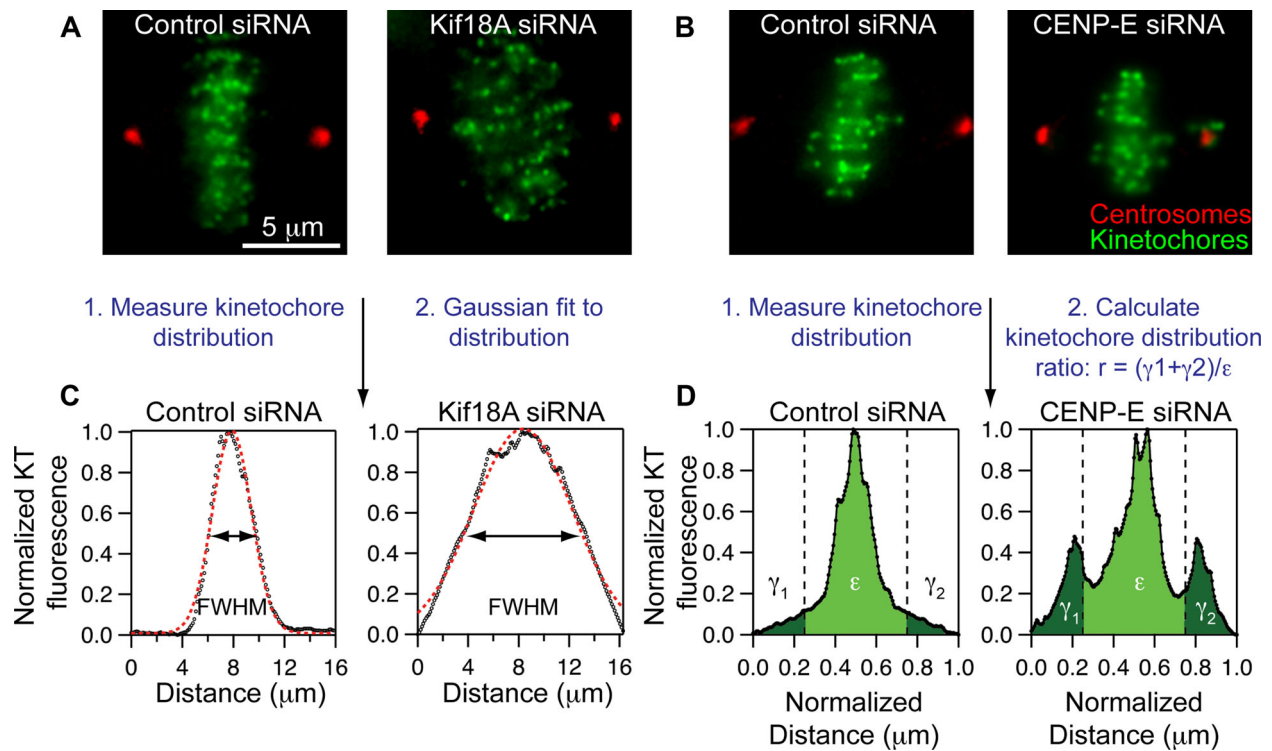 A
Control siRNA
Kif18A siRNA
5 μm
B
Control siRNA
CENP-E siRNA
Centrosomes
Kinetochores
1. Measure kinetochore
distribution
2. Gaussian fit to
distribution
1. Measure kinetochore
distribution
2. Calculate
kinetochore distribution
ratio: r = (γ1+γ2)/ε
C
Control siRNA
Normalized KT
fluorescence
1.0
0.8
0.6
0.4
0.2
0.0
FWHM
0 4 8 12 16
Distance (μm)
Kif18A siRNA
1.0
0.8
0.6
0.4
0.2
0.0
FWHM
0 4 8 12 16
Distance (μm)
D
Control siRNA
Normalized KT
fluorescence
1.0
0.8
0.6
0.4
0.2
0.0
γ1 ε γ2
0.0 0.2 0.4 0.6 0.8 1.0
Normalized
Distance (μm)
CENP-E siRNA
1.0
0.8
0.6
0.4
0.2
0.0
γ1 ε γ2
0.0 0.2 0.4 0.6 0.8 1.0
Normalized
Distance (μm)